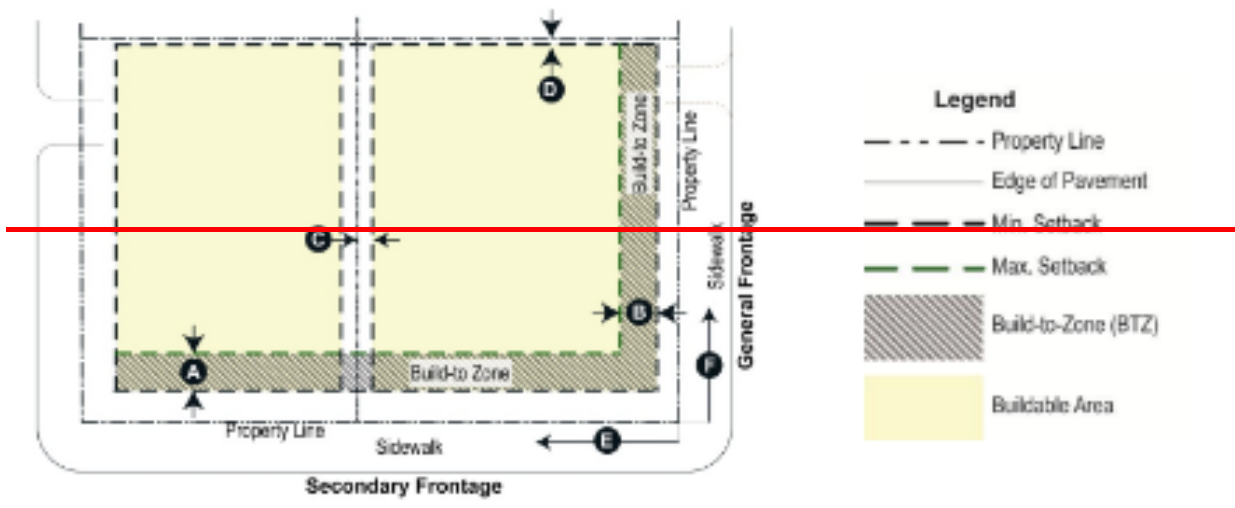 D
Build-to Zone
Property Line
C
Sidewalk
General Frontage
B
A
Build-to Zone
F
Property Line
E
Sidewalk
Secondary Frontage
Legend
Property Line
Edge of Pavement
Min. Setback
Max. Setback
Build-to-Zone (BTZ)
Buildable Area